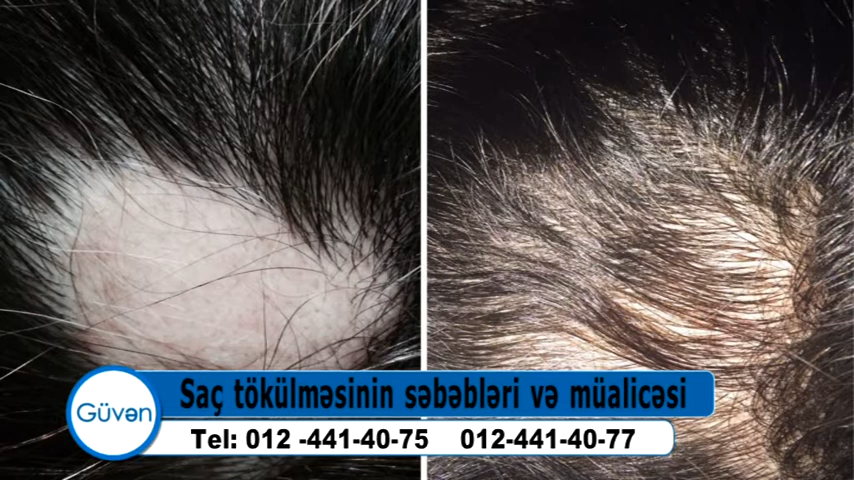 Güvən
Saç tökülməsinin səbəbləri və müalicəsi
Tel: 012 -441-40-75 012-441-40-77